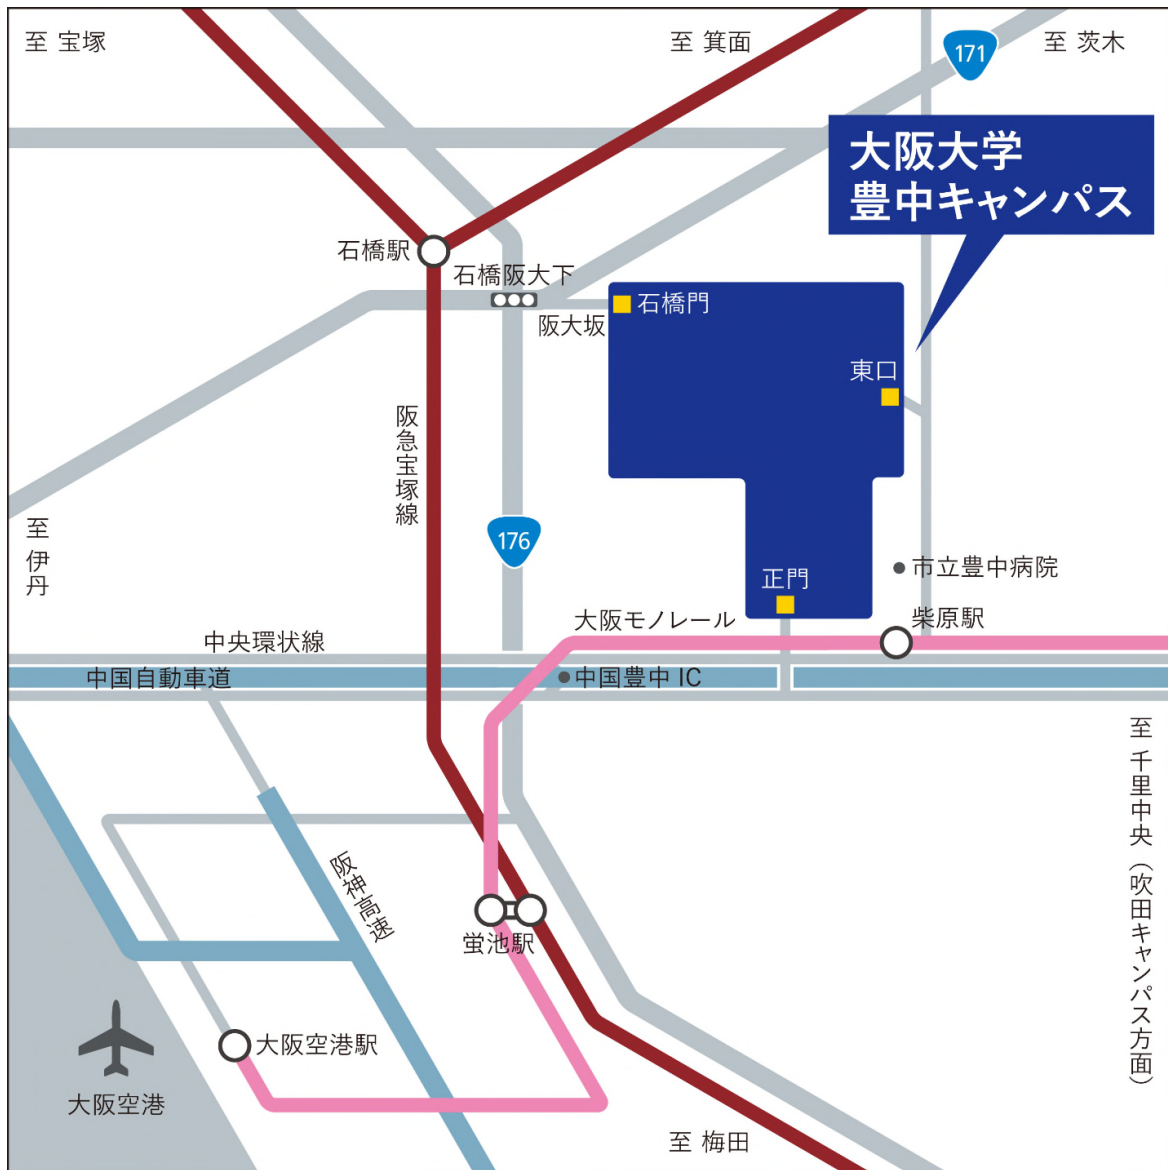 至 宝塚
至 箕面
171
至 茨木
大阪大学
豊中キャンパス
石橋駅
石橋阪大下
石橋門
阪大坂
東口
阪急宝塚線
至 伊丹
176
市立豊中病院
正門
大阪モノレール
柴原駅
中央環状線
中国自動車道
中国豊中 IC
至 千里中央（吹田キャンパス方面）
阪神高速
蛍池駅
大阪空港駅
大阪空港
至 梅田